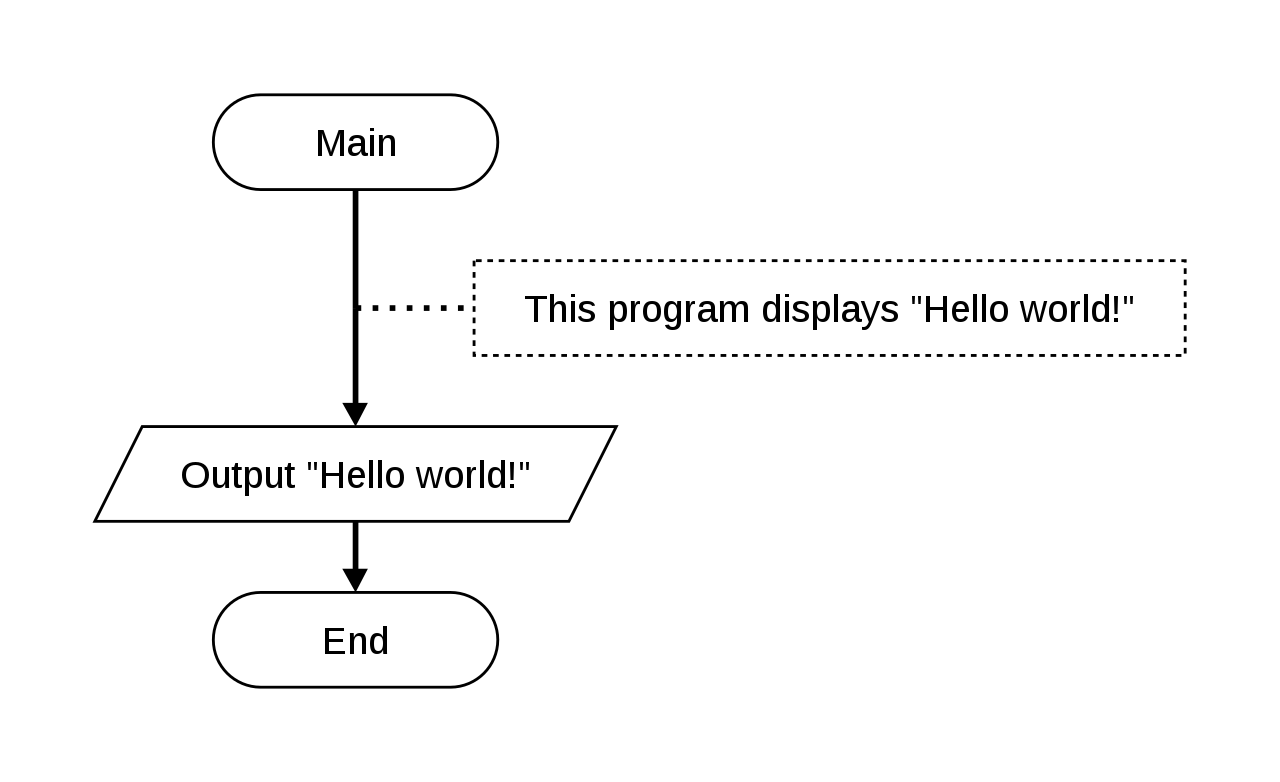 Main
This program displays "Hello world!"
Output "Hello world!"
End